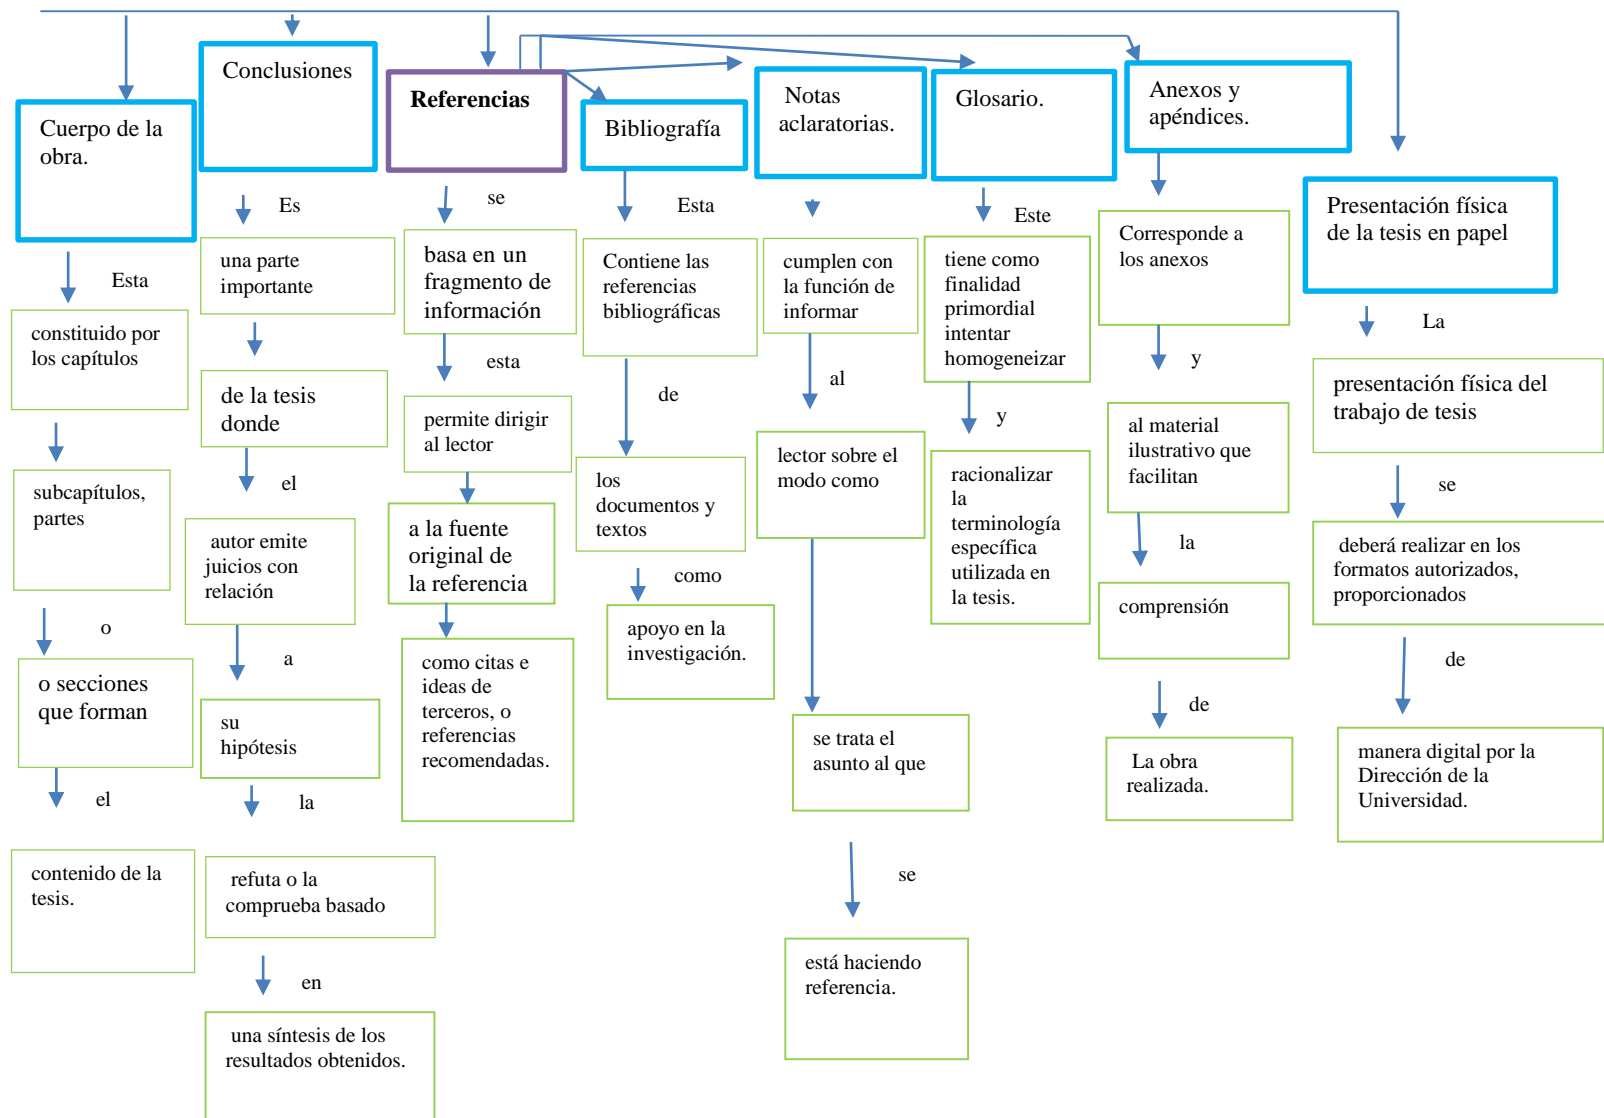 Cuerpo de la
obra.
Esta
constituido por
los capítulos
subcapítulos,
partes
o
o secciones
que forman
el
contenido de la
tesis.
Conclusiones
Es
una parte
importante
de la tesis
donde
el
autor emite
juicios con
relación
a
su
hipótesis
la
refuta o la
comprueba basado
en
una síntesis de los
resultados obtenidos.
Referencias
se
basa en un
fragmento de
información
esta
permite dirigir
al lector
a la fuente
original de
la referencia
como citas e
ideas de
terceros, o
referencias
recomendadas.
Bibliografía
Esta
Contiene las
referencias
bibliográficas
de
los
documentos y
textos
como
apoyo en la
investigación.
Notas
aclaratorias.
cumplen con
la función de
informar
al
lector sobre el
modo como
se trata el
asunto al que
se
está haciendo
referencia.
Glosario.
Este
tiene como
finalidad
primordial
intentar
homogeneizar
y
racionalizar
la
terminología
específica
utilizada en
la tesis.
Anexos y
apéndices.
Corresponde a
los anexos
y
al material
ilustrativo que
facilitan
la
comprensión
de
La obra
realizada.
Presentación física
de la tesis en papel
La
presentación física del
trabajo de tesis
se
deberá realizar en los
formatos autorizados,
proporcionados
de
manera digital por la
Dirección de la
Universidad.